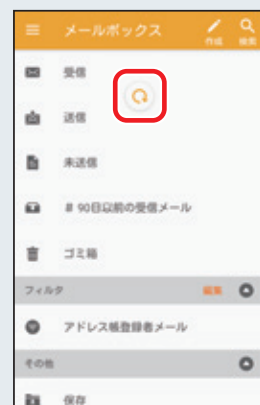 メールボックス
作成 検索
受信
送信
未送信
# 90日以前の受信メール
ゴミ箱
フォルダ 編集
アドレス帳登録者メール
その他
保存